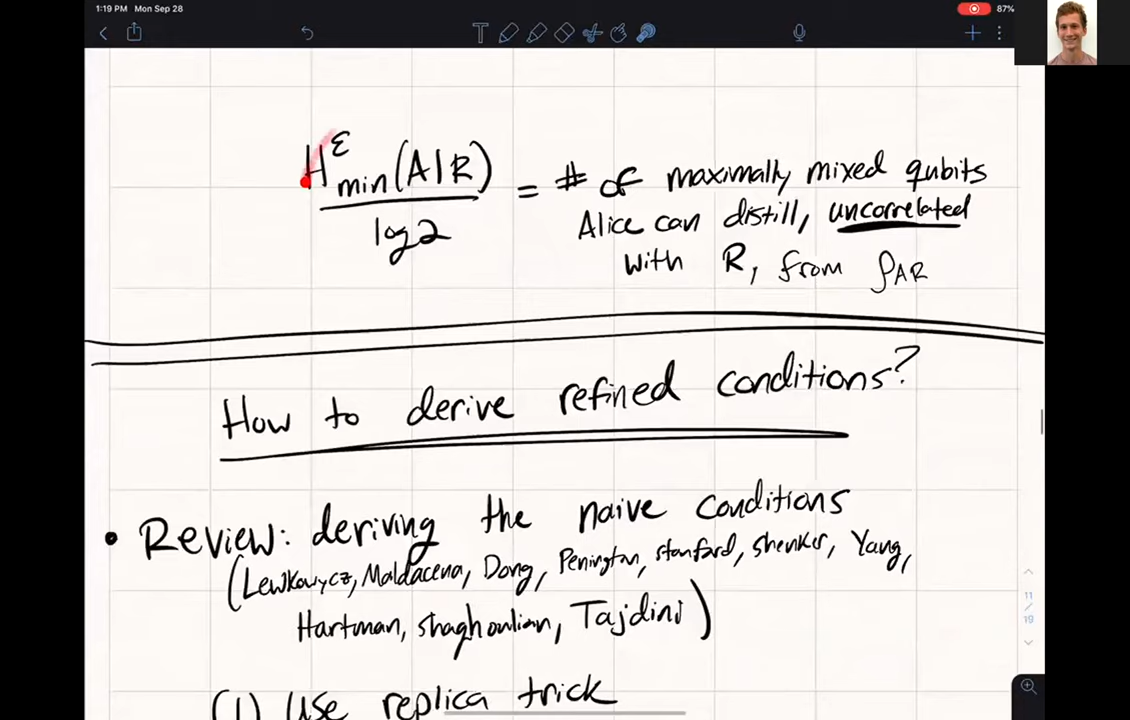 1:19 PM Mon Sep 28
87%
H^ε_min(A|R) / log 2 = # of maximally mixed qubits
Alice can distill, uncorrelated
with R, from ρ_AR
How to derive refined conditions?
• Review: deriving the naive conditions
(Lewkowycz, Maldacena, Dong, Penington, Stanford, Shenker, Yang,
Hartman, Shaghoulian, Tajdini)
11
/
19
(1) Use replica trick